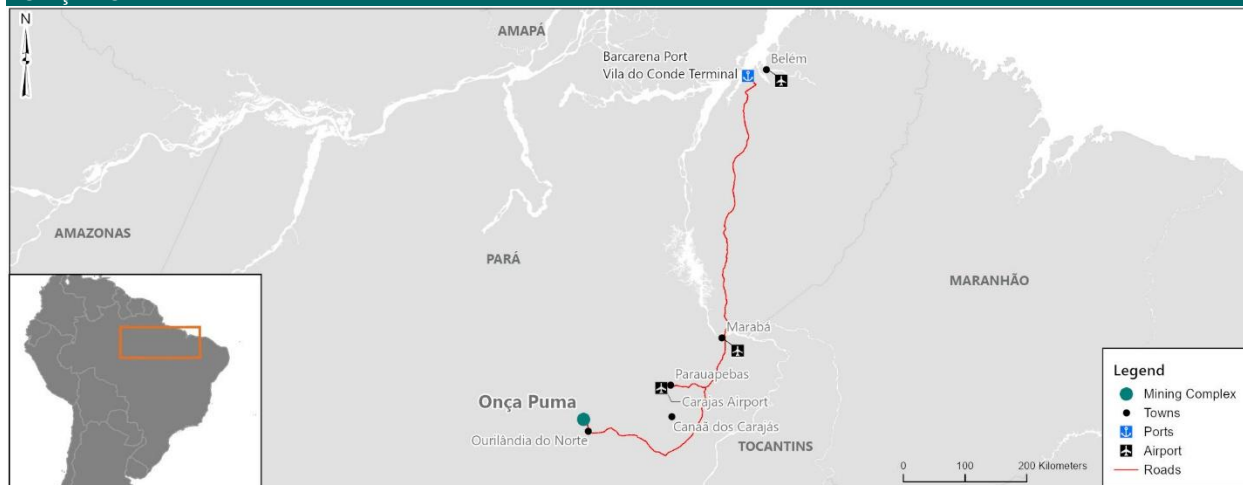 N
AMAPÁ
Barcarena Port
Vila do Conde Terminal
Belém
AMAZONAS
PARÁ
MARANHÃO
Marabá
Parauapebas
Carajas Airport
Onça Puma
Canaã dos Carajás
Ourilândia do Norte
TOCANTINS
Legend
Mining Complex
Towns
Ports
Airport
Roads
0 100 200 Kilometers